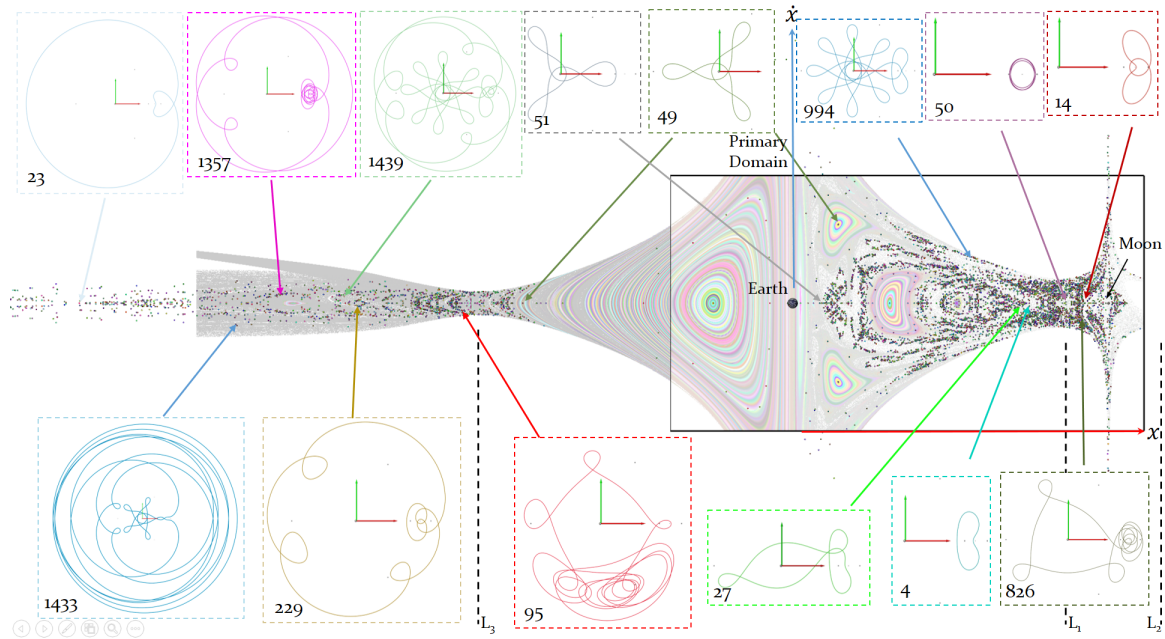 ẋ
23
1357
1439
51
49
994
50
14
Primary
Domain
Moon
Earth
x
1433
229
95
27
4
826
L₃
L₁
L₂